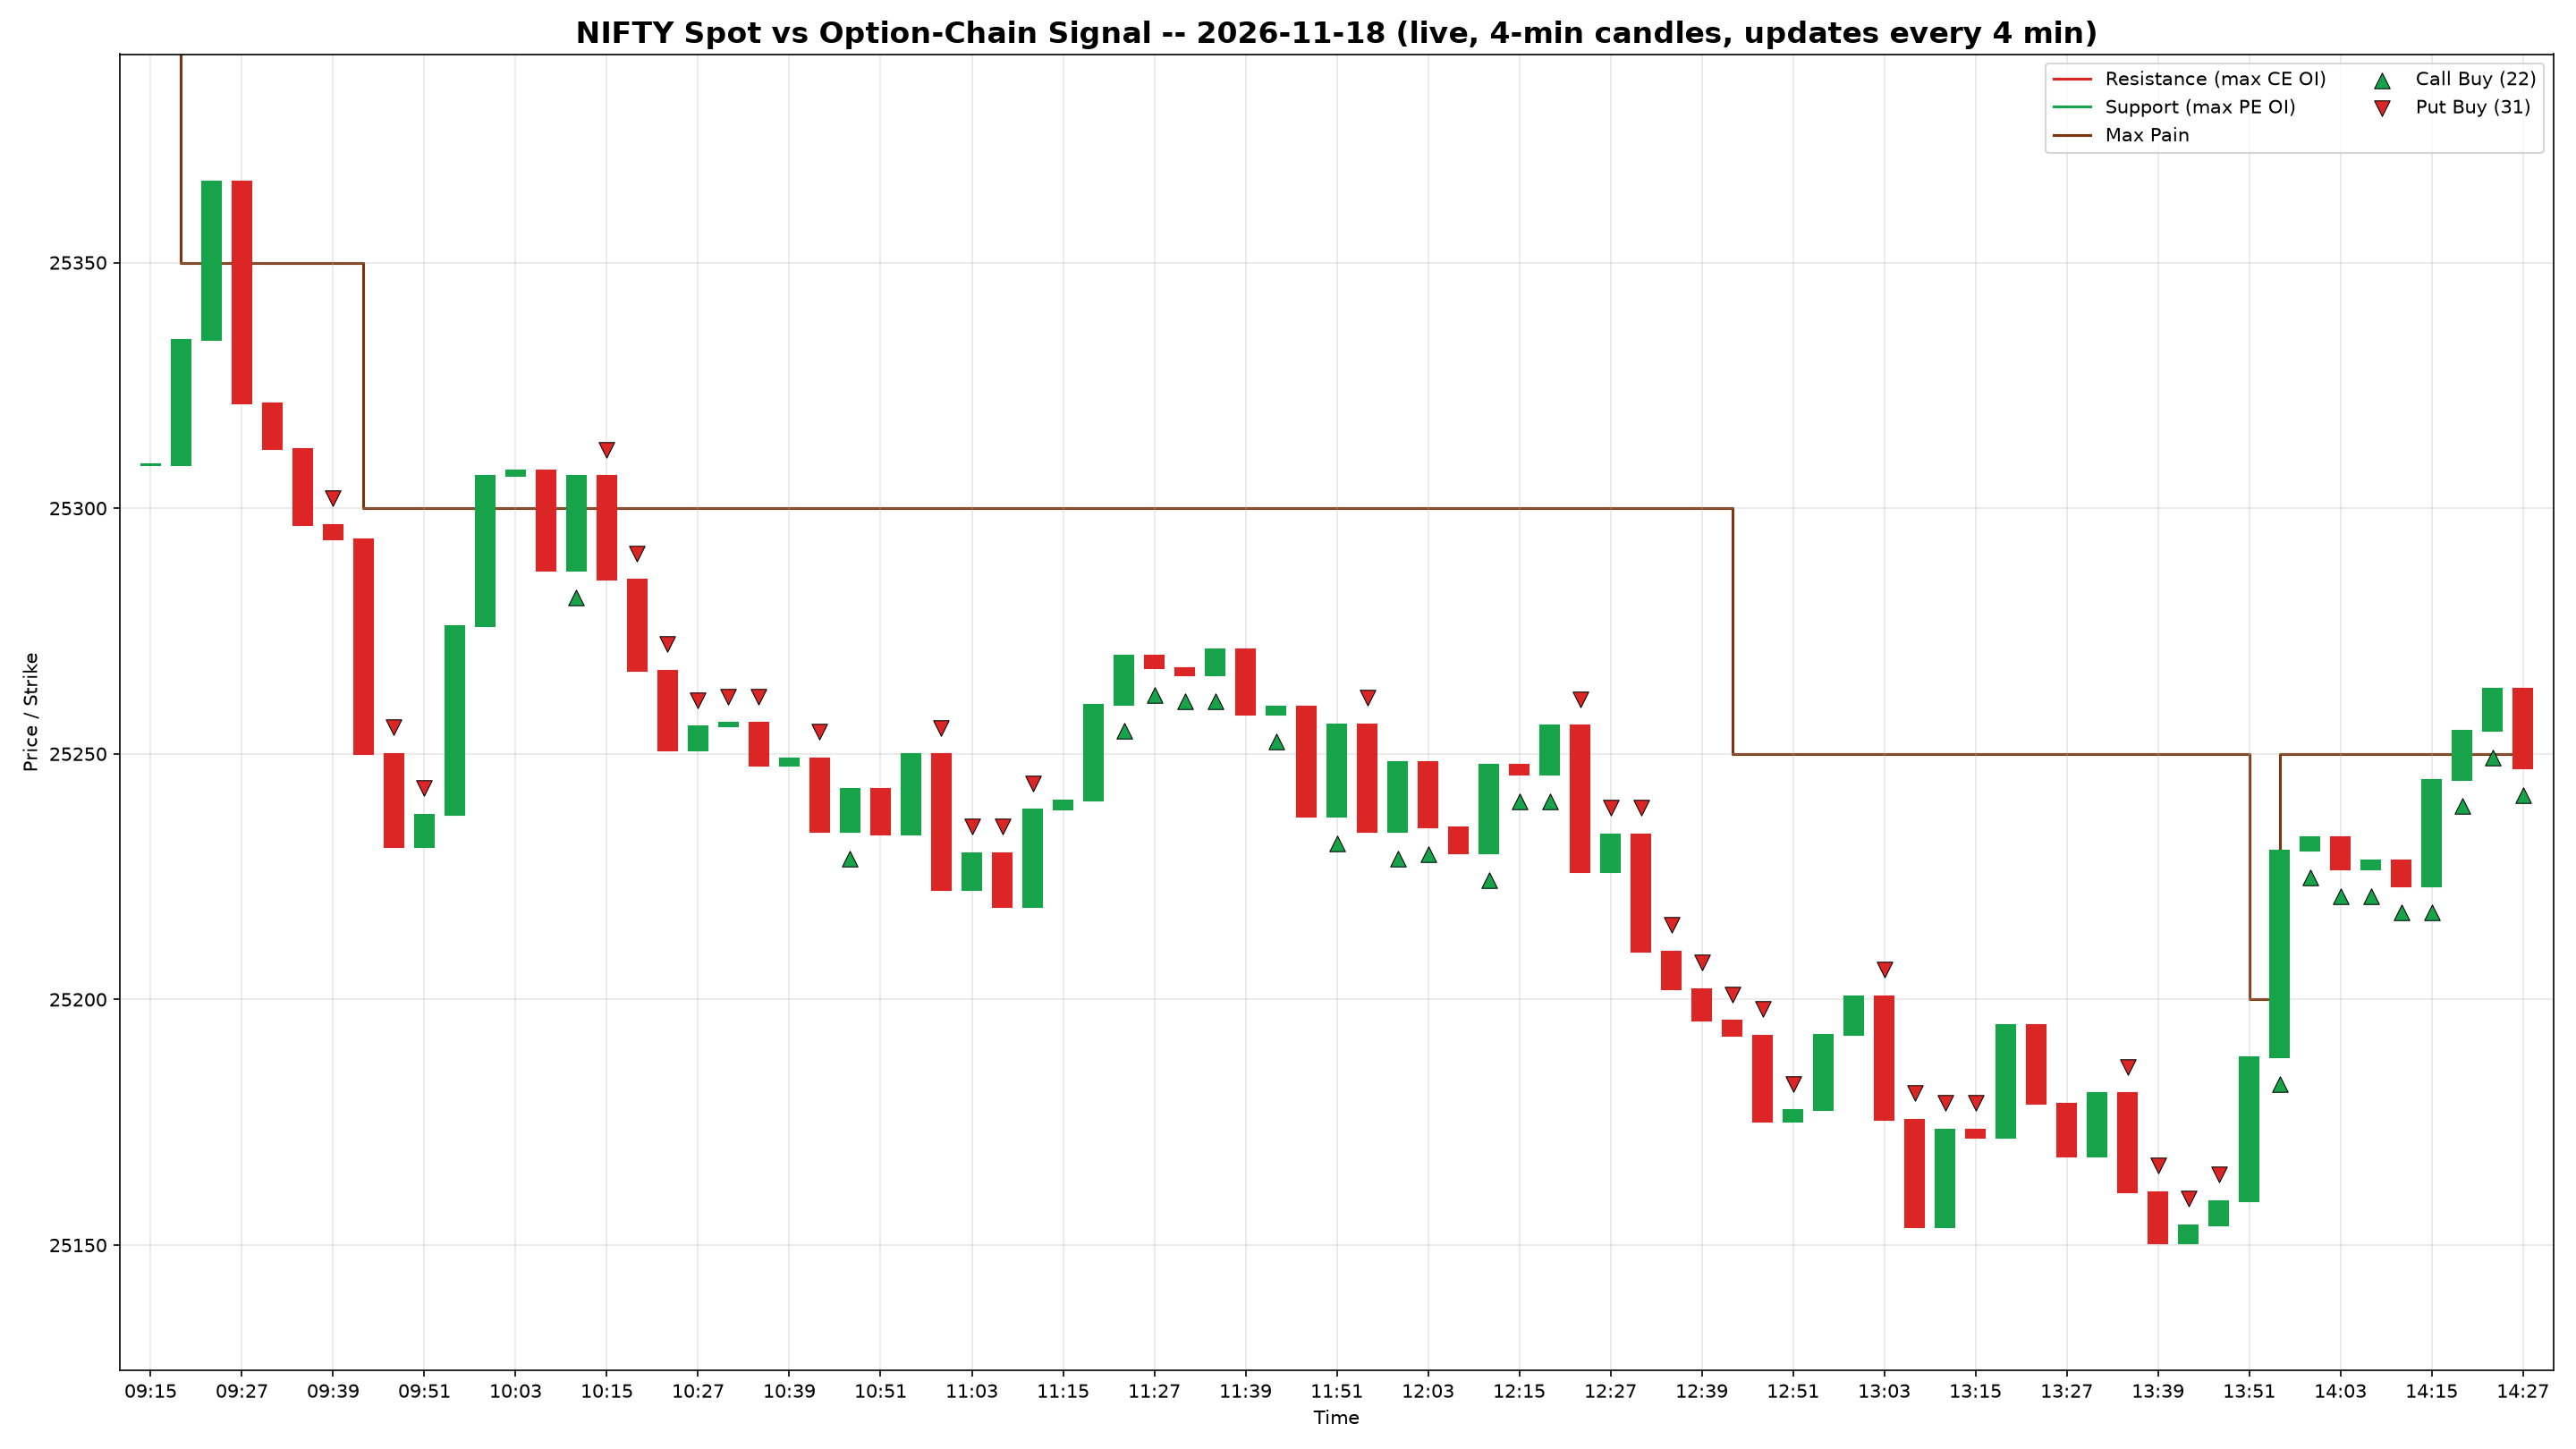 NIFTY Spot vs Option-Chain Signal -- 2026-11-18 (live, 4-min candles, updates every 4 min)
Resistance (max CE OI)
Support (max PE OI)
Max Pain
Call Buy (22)
Put Buy (31)
Price / Strike
25350
25300
25250
25200
25150
09:15 09:27 09:39 09:51 10:03 10:15 10:27 10:39 10:51 11:03 11:15 11:27 11:39 11:51 12:03 12:15 12:27 12:39 12:51 13:03 13:15 13:27 13:39 13:51 14:03 14:15 14:27
Time